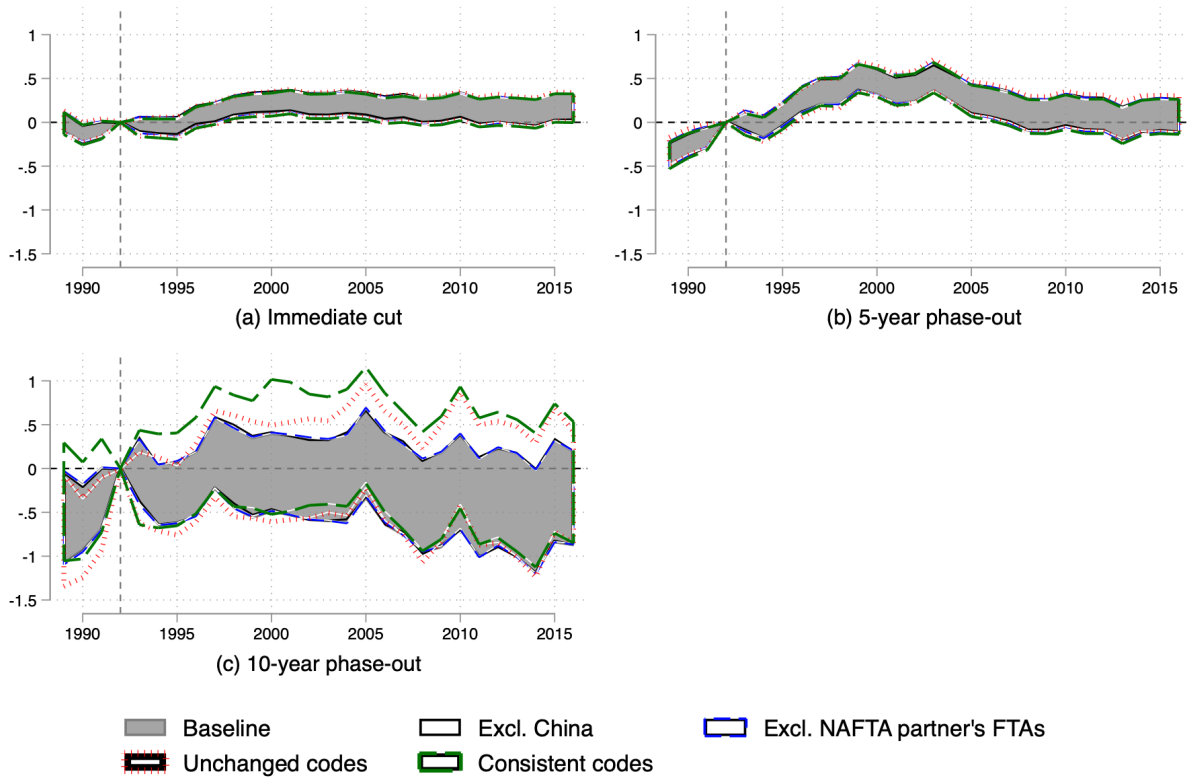 1
.5
0
-.5
-1
-1.5
1990 1995 2000 2005 2010 2015
(a) Immediate cut
1
.5
0
-.5
-1
-1.5
1990 1995 2000 2005 2010 2015
(b) 5-year phase-out
1
.5
0
-.5
-1
-1.5
1990 1995 2000 2005 2010 2015
(c) 10-year phase-out
Baseline Excl. China Excl. NAFTA partner's FTAs
Unchanged codes Consistent codes